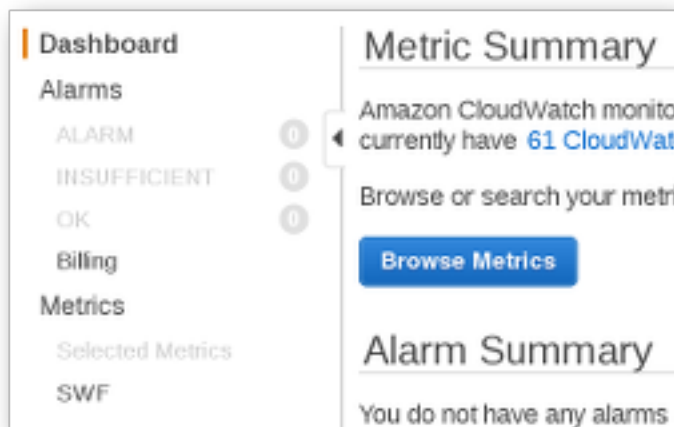 Dashboard
Alarms
ALARM 0
INSUFFICIENT 0
OK 0
Billing
Metrics
Selected Metrics
SWF
Metric Summary
Amazon CloudWatch monito
currently have 61 CloudWat
Browse or search your metri
Browse Metrics
Alarm Summary
You do not have any alarms